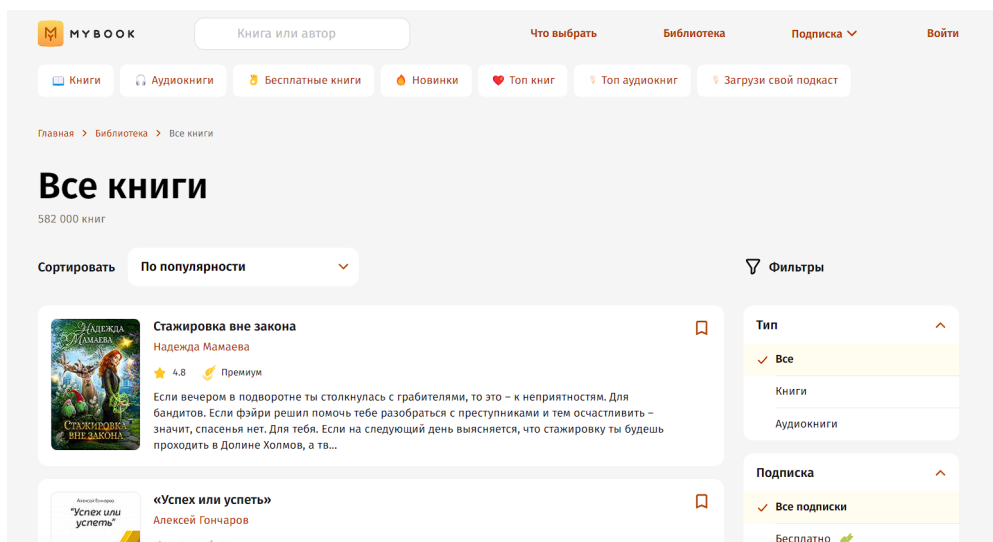 MYBOOK
Книга или автор
Что выбрать
Библиотека
Подписка
Войти
Книги
Аудиокниги
Бесплатные книги
Новинки
Топ книг
Топ аудиокниг
Загрузи свой подкаст
Главная > Библиотека > Все книги
Все книги
582 000 книг
Сортировать
По популярности
Фильтры
НАДЕЖДА
МАМАЕВА
СТАЖИРОВКА
ВНЕ ЗАКОНА
Стажировка вне закона
Надежда Мамаева
4.8 Премиум
Если вечером в подворотне ты столкнулась с грабителями, то это – к неприятностям. Для
бандитов. Если фэйри решил помочь тебе разобраться с преступниками и тем осчастливить –
значит, спасенья нет. Для тебя. Если на следующий день выясняется, что стажировку ты будешь
проходить в Долине Холмов, а тв...
Алексей Гончаров
"Успех или
успеть"
«Успех или успеть»
Алексей Гончаров
Тип
Все
Книги
Аудиокниги
Подписка
Все подписки
Бесплатно